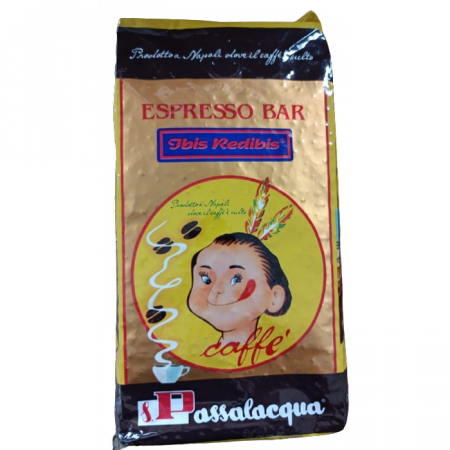 Prodotto a Napoli dove il caffè è culto
ESPRESSO BAR
Ibis Redibis
Prodotto a Napoli
dove il caffè è culto
caffè
S. Passalacqua